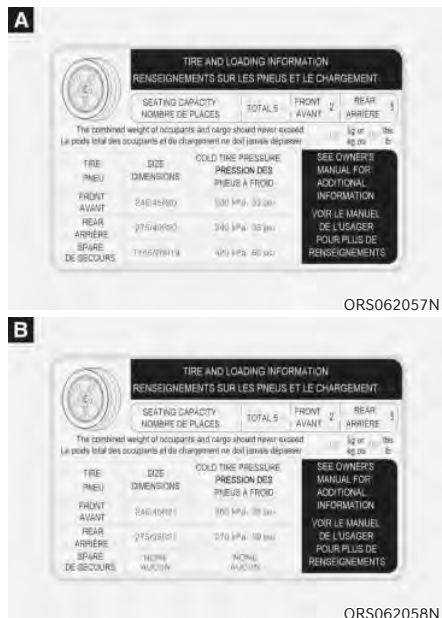 A
TIRE AND LOADING INFORMATION
RENSEIGNEMENTS SUR LES PNEUS ET LE CHARGEMENT
SEATING CAPACITY
NOMBRE DE PLACES
TOTAL 5
FRONT
AVANT
2
REAR
ARRIÈRE
The combined weight of occupants and cargo should never exceed kg or lbs
Le poids total des occupants et du chargement ne doit jamais dépasser kg ou lb
TIRE
PNEU
SIZE
DIMENSIONS
COLD TIRE PRESSURE
PRESSION DES
PNEUS À FROID
SEE OWNER'S
MANUAL FOR
ADDITIONAL
INFORMATION
VOIR LE MANUEL
DE L'USAGER
POUR PLUS DE
RENSEIGNEMENTS
FRONT
AVANT
REAR
ARRIÈRE
SPARE
DE SECOURS
ORS062057N
B
TIRE AND LOADING INFORMATION
RENSEIGNEMENTS SUR LES PNEUS ET LE CHARGEMENT
SEATING CAPACITY
NOMBRE DE PLACES
TOTAL 5
FRONT
AVANT
2
REAR
ARRIÈRE
The combined weight of occupants and cargo should never exceed kg or lbs
Le poids total des occupants et du chargement ne doit jamais dépasser kg ou lb
TIRE
PNEU
SIZE
DIMENSIONS
COLD TIRE PRESSURE
PRESSION DES
PNEUS À FROID
SEE OWNER'S
MANUAL FOR
ADDITIONAL
INFORMATION
VOIR LE MANUEL
DE L'USAGER
POUR PLUS DE
RENSEIGNEMENTS
FRONT
AVANT
REAR
ARRIÈRE
SPARE
DE SECOURS
NONE
AUCUN
NONE
AUCUN
ORS062058N